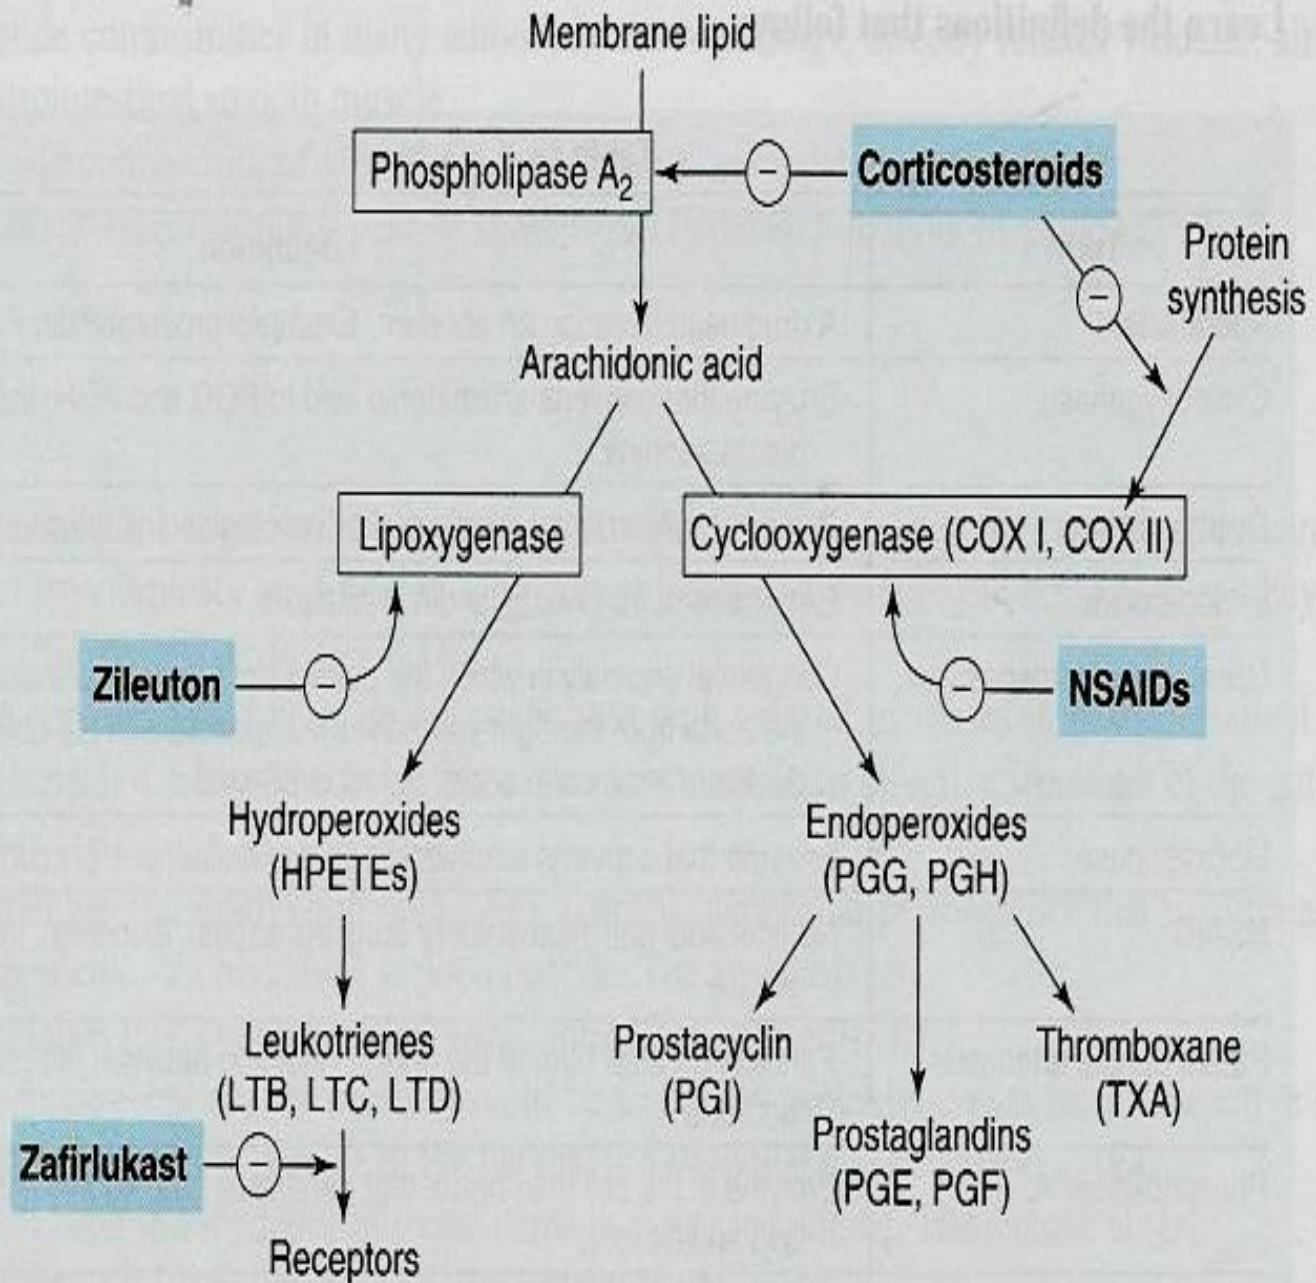 Membrane lipid
Phospholipase A₂
Corticosteroids
Protein
synthesis
Arachidonic acid
Lipoxygenase
Cyclooxygenase (COX I, COX II)
Zileuton
NSAIDs
Hydroperoxides
(HPETEs)
Endoperoxides
(PGG, PGH)
Leukotrienes
(LTB, LTC, LTD)
Prostacyclin
(PGI)
Thromboxane
(TXA)
Prostaglandins
(PGE, PGF)
Zafirlukast
Receptors